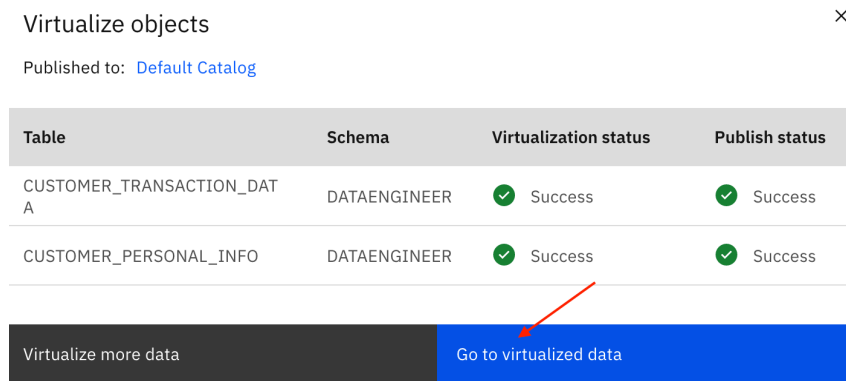 Virtualize objects
Published to: Default Catalog
Table Schema Virtualization status Publish status
CUSTOMER_TRANSACTION_DAT
A DATAENGINEER Success Success
CUSTOMER_PERSONAL_INFO DATAENGINEER Success Success
Virtualize more data Go to virtualized data